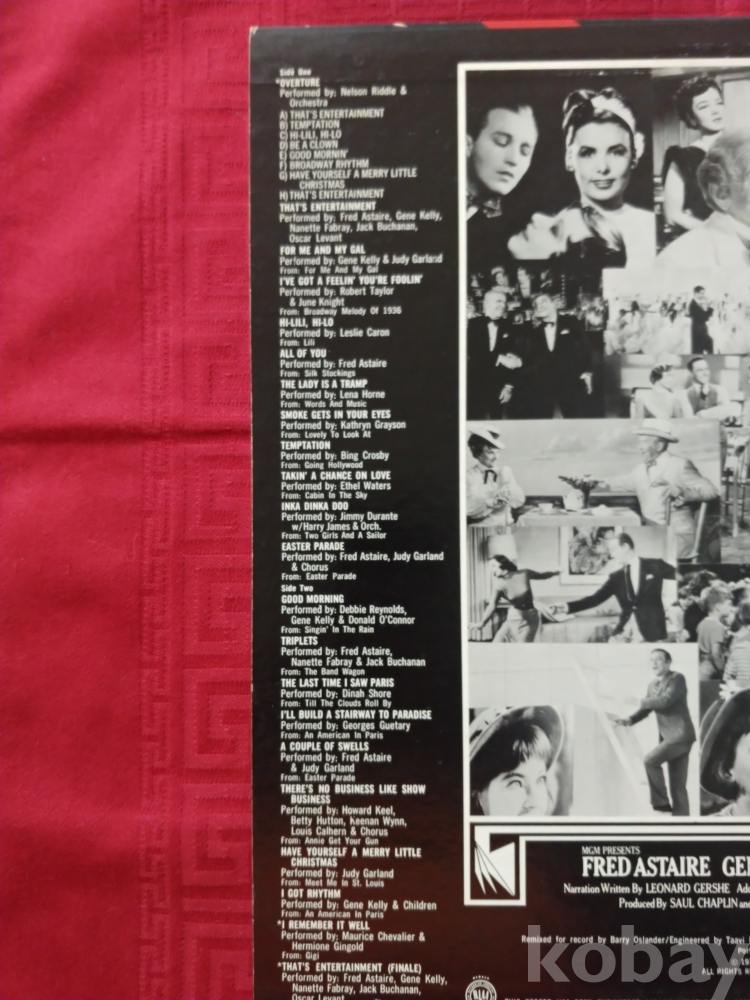 Side One
*OVERTURE
Performed by: Nelson Riddle &
Orchestra
A) THAT'S ENTERTAINMENT
B) TEMPTATION
C) HI-LILI, HI-LO
D) BE A CLOWN
E) GOOD MORNIN'
F) BROADWAY RHYTHM
G) HAVE YOURSELF A MERRY LITTLE
CHRISTMAS
H) THAT'S ENTERTAINMENT
THAT'S ENTERTAINMENT
Performed by: Fred Astaire, Gene Kelly,
Nanette Fabray, Jack Buchanan,
Oscar Levant
FOR ME AND MY GAL
Performed by: Gene Kelly & Judy Garland
From: For Me And My Gal
I'VE GOT A FEELIN' YOU'RE FOOLIN'
Performed by: Robert Taylor
& June Knight
From: Broadway Melody Of 1936
HI-LILI, HI-LO
Performed by: Leslie Caron
From: Lili
ALL OF YOU
Performed by: Fred Astaire
From: Silk Stockings
THE LADY IS A TRAMP
Performed by: Lena Horne
From: Words And Music
SMOKE GETS IN YOUR EYES
Performed by: Kathryn Grayson
From: Lovely To Look At
TEMPTATION
Performed by: Bing Crosby
From: Going Hollywood
TAKIN' A CHANCE ON LOVE
Performed by: Ethel Waters
From: Cabin In The Sky
INKA DINKA DOO
Performed by: Jimmy Durante
w/Harry James & Orch.
From: Two Girls And A Sailor
EASTER PARADE
Performed by: Fred Astaire, Judy Garland
& Chorus
From: Easter Parade
Side Two
GOOD MORNING
Performed by: Debbie Reynolds,
Gene Kelly & Donald O'Connor
From: Singin' In The Rain
TRIPLETS
Performed by: Fred Astaire,
Nanette Fabray & Jack Buchanan
From: The Band Wagon
THE LAST TIME I SAW PARIS
Performed by: Dinah Shore
From: Till The Clouds Roll By
I'LL BUILD A STAIRWAY TO PARADISE
Performed by: Georges Guetary
From: An American In Paris
A COUPLE OF SWELLS
Performed by: Fred Astaire
& Judy Garland
From: Easter Parade
THERE'S NO BUSINESS LIKE SHOW
BUSINESS
Performed by: Howard Keel,
Betty Hutton, Keenan Wynn,
Louis Calhern & Chorus
From: Annie Get Your Gun
HAVE YOURSELF A MERRY LITTLE
CHRISTMAS
Performed by: Judy Garland
From: Meet Me In St. Louis
I GOT RHYTHM
Performed by: Gene Kelly & Children
From: An American In Paris
*I REMEMBER IT WELL
Performed by: Maurice Chevalier &
Hermione Gingold
From: Gigi
*THAT'S ENTERTAINMENT (FINALE)
Performed by: Fred Astaire, Gene Kelly,
Nanette Fabray, Jack Buchanan,
Oscar Levant
MGM PRESENTS
FRED ASTAIRE GE
Narration Written By LEONARD GERSHE
Produced By SAUL CHAPLIN and
Remixed for record by Barry Oslander/Engineered by Taavi
ALL RIGHTS
kobay